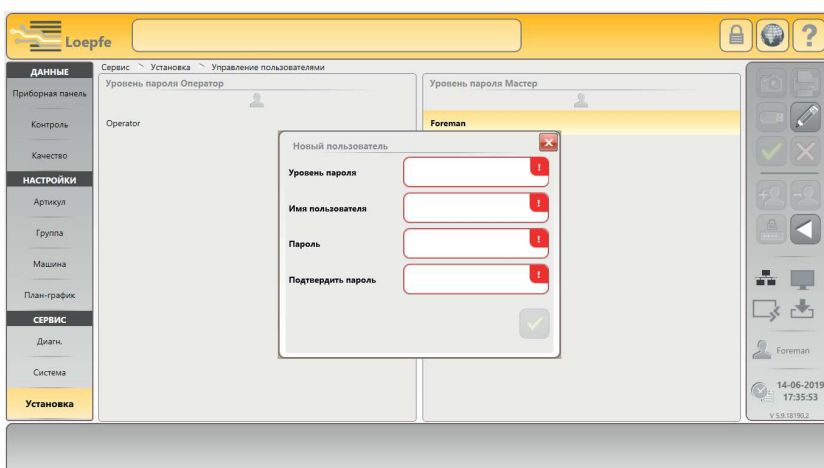 Loepfe
?
ДАННЫЕ
Приборная панель
Контроль
Качество
НАСТРОЙКИ
Артикул
Группа
Машина
План-график
СЕРВИС
Диагн.
Система
Установка
Сервис Установка Управление пользователями
Уровень пароля Оператор
Operator
Уровень пароля Мастер
Foreman
Новый пользователь
Уровень пароля !
Имя пользователя !
Пароль !
Подтвердить пароль !
Foreman
14-06-2019
17:35:53
V 5.9.18190.2